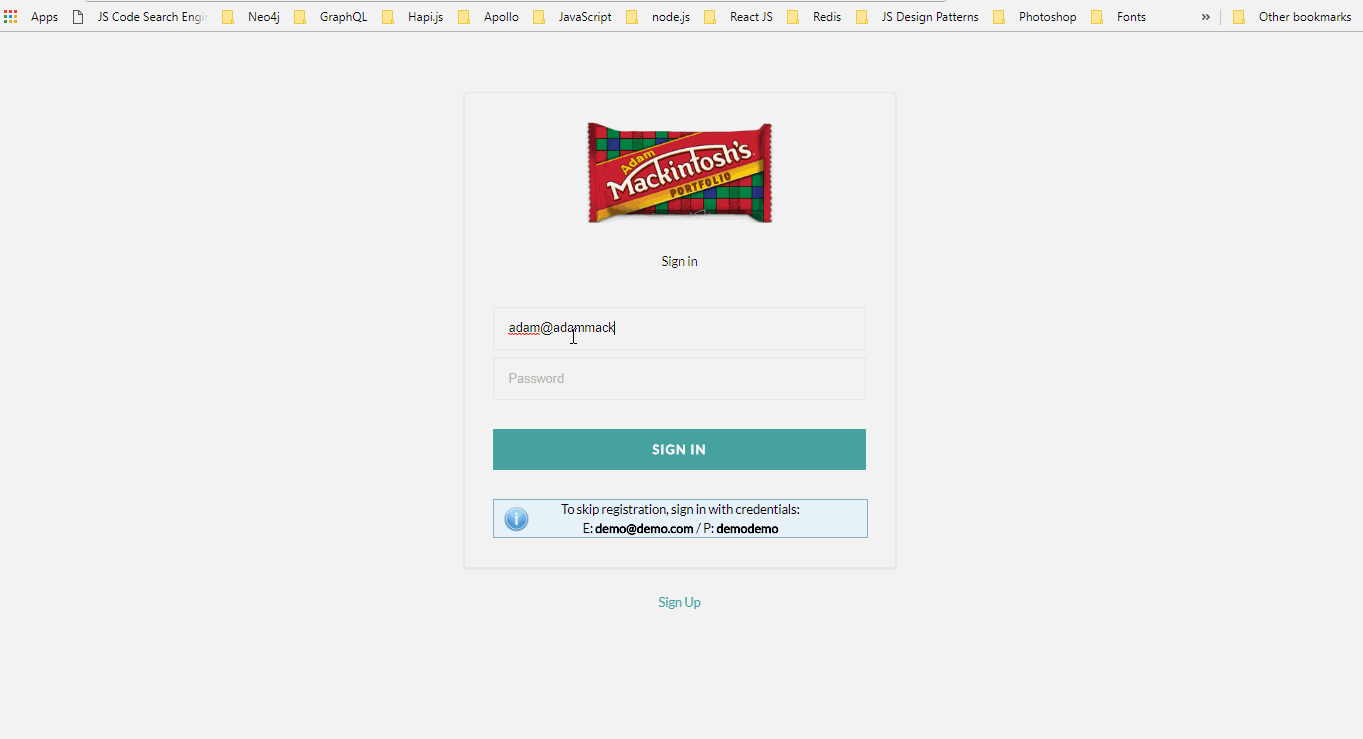 Apps JS Code Search Engi Neo4j GraphQL Hapi.js Apollo JavaScript node.js React JS Redis JS Design Patterns Photoshop Fonts » Other bookmarks
Adam
Mackintosh's
PORTFOLIO
Sign in
adam@adammack
Password
SIGN IN
To skip registration, sign in with credentials:
E: demo@demo.com / P: demodemo
Sign Up